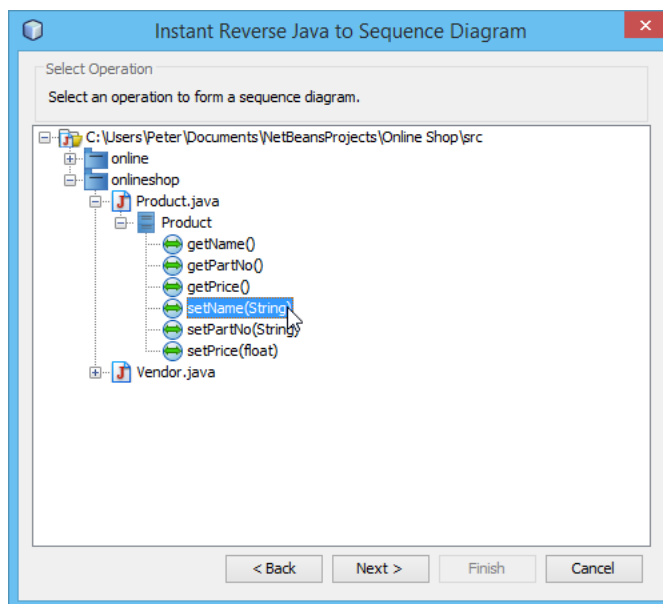 Instant Reverse Java to Sequence Diagram
Select Operation
Select an operation to form a sequence diagram.
C:\Users\Peter\Documents\NetBeansProjects\Online Shop\src
online
onlineshop
Product.java
Product
getName()
getPartNo()
getPrice()
setName(String)
setPartNo(String)
setPrice(float)
Vendor.java
< Back Next > Finish Cancel